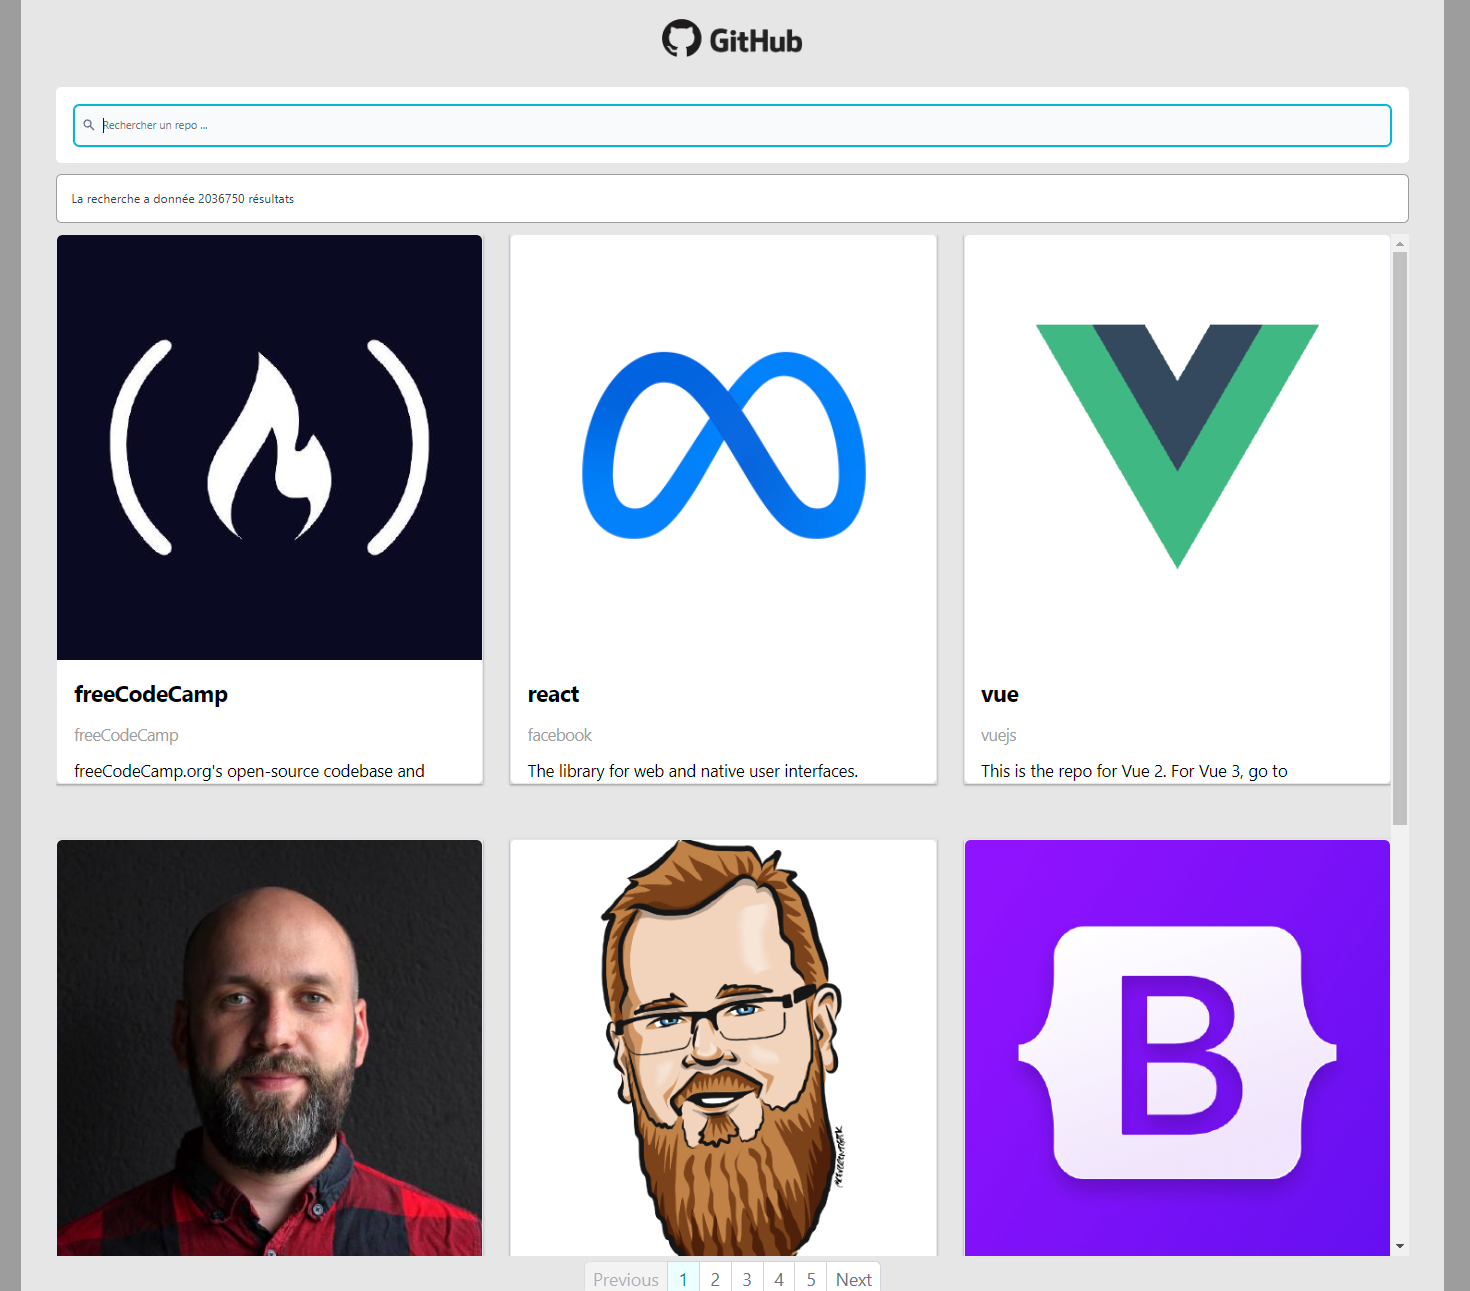 GitHub
Rechercher un repo ...
La recherche a donnée 2036750 résultats
freeCodeCamp
freeCodeCamp
freeCodeCamp.org's open-source codebase and
react
facebook
The library for web and native user interfaces.
vue
vuejs
This is the repo for Vue 2. For Vue 3, go to
B
Previous 1 2 3 4 5 Next